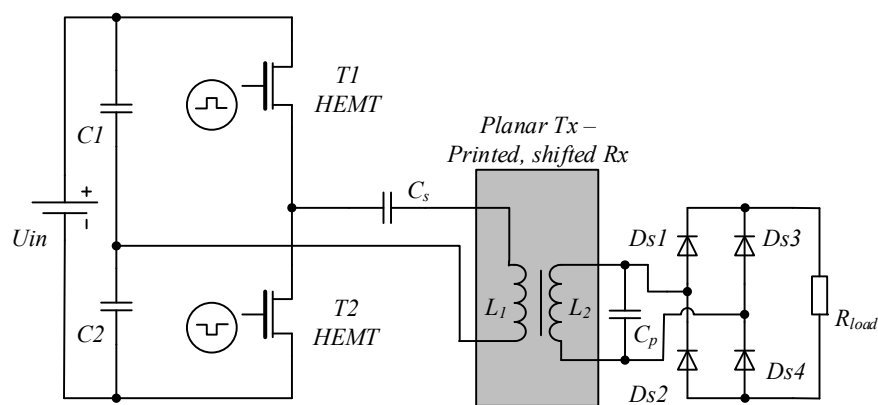 T1
HEMT
Planar Tx –
Printed, shifted Rx
C1
Cs
Uin
+
-
Ds1
Ds3
L1
L2
Cp
Rload
C2
T2
HEMT
Ds2
Ds4